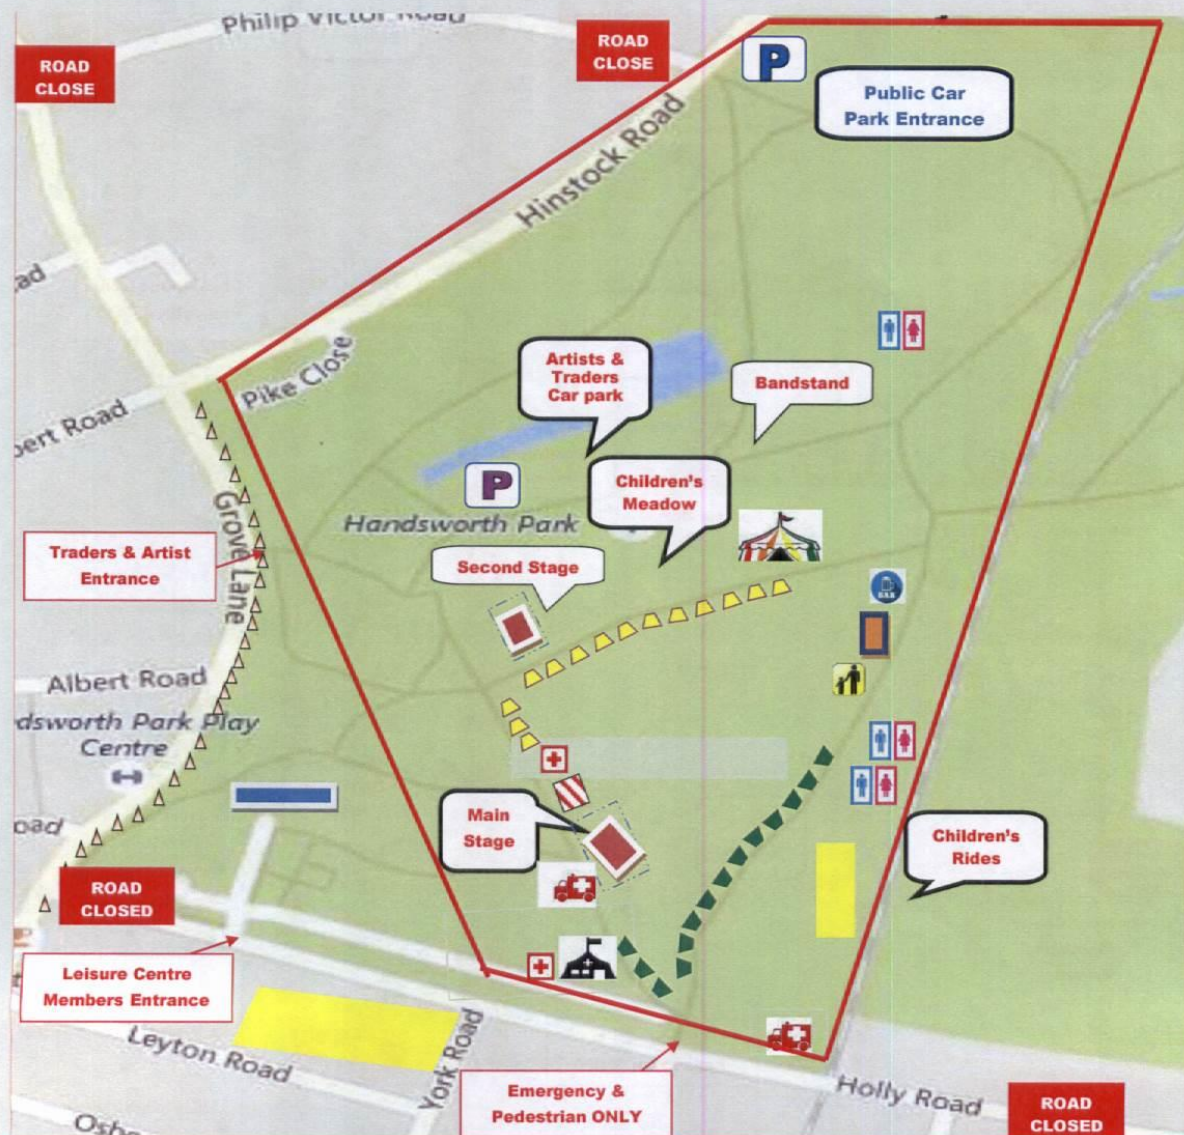 Philip Victor Road
ROAD
CLOSE
ROAD
CLOSE
P
Public Car
Park Entrance
Hinstock Road
ad
Pike Close
Artists &
Traders
Car park
Bandstand
bert Road
P
Children's
Meadow
Handsworth Park
Grove Lane
Traders & Artist
Entrance
Second Stage
BAR
Albert Road
dsworth Park Play
Centre
oad
Main
Stage
Children's
Rides
ROAD
CLOSED
Leisure Centre
Members Entrance
Leyton Road
York Road
Emergency &
Pedestrian ONLY
Holly Road
ROAD
CLOSED